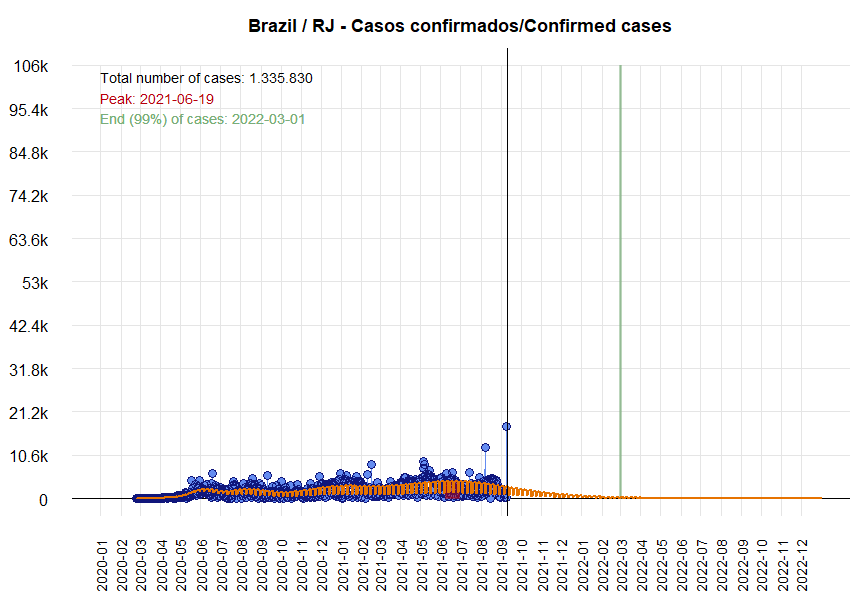 Brazil / RJ - Casos confirmados/Confirmed cases
106k
95.4k
84.8k
74.2k
63.6k
53k
42.4k
31.8k
21.2k
10.6k
0
Total number of cases: 1.335.830
Peak: 2021-06-19
End (99%) of cases: 2022-03-01
2020-01
2020-02
2020-03
2020-04
2020-05
2020-06
2020-07
2020-08
2020-09
2020-10
2020-11
2020-12
2021-01
2021-02
2021-03
2021-04
2021-05
2021-06
2021-07
2021-08
2021-09
2021-10
2021-11
2021-12
2022-01
2022-02
2022-03
2022-04
2022-05
2022-06
2022-07
2022-08
2022-09
2022-10
2022-11
2022-12